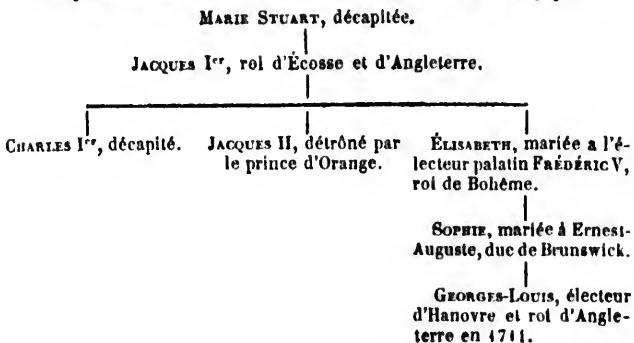 MARIE STUART, décapitée.
JACQUES Ier, roi d'Écosse et d'Angleterre.
CHARLES Ier, décapité.
JACQUES II, détrôné par
le prince d'Orange.
ÉLISABETH, mariée a l'é-
lecteur palatin FRÉDÉRIC V,
roi de Bohême.
SOPHIE, mariée à Ernest-
Auguste, duc de Brunswick.
GEORGES-LOUIS, électeur
d'Hanovre et roi d'Angle-
terre en 1711.